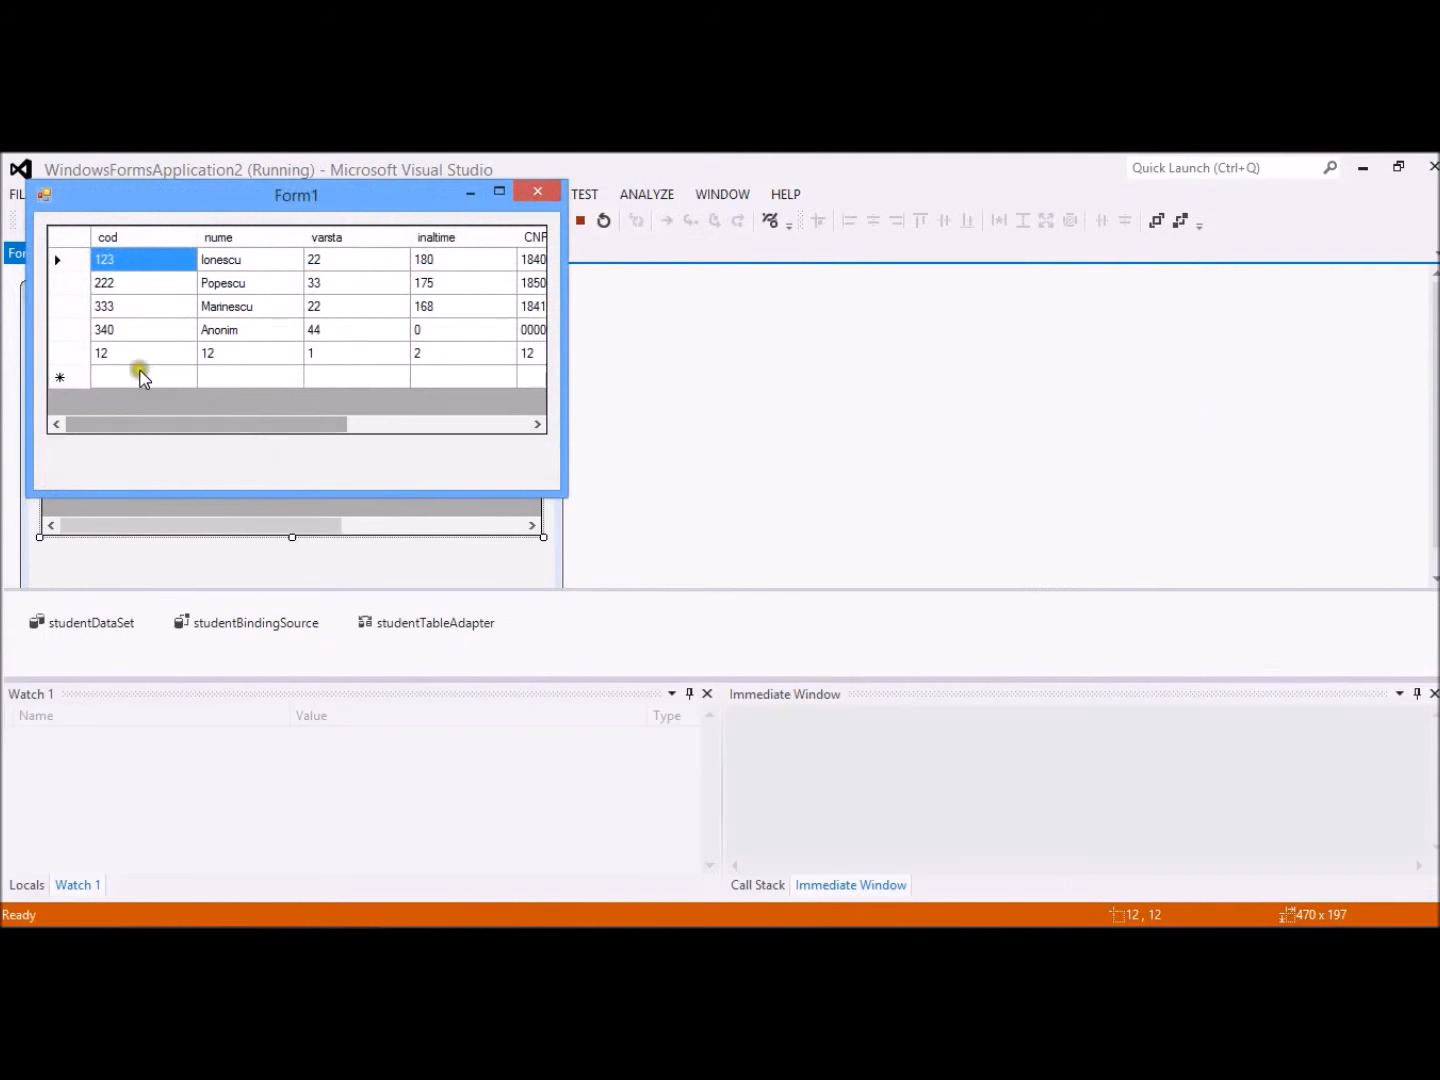 WindowsFormsApplication2 (Running) - Microsoft Visual Studio
Quick Launch (Ctrl+Q)
FIL
TEST ANALYZE WINDOW HELP
Form1
For
cod nume varsta inaltime CNP
123 Ionescu 22 180 1840
222 Popescu 33 175 1850
333 Marinescu 22 168 1841
340 Anonim 44 0 0000
12 12 1 2 12
studentDataSet studentBindingSource studentTableAdapter
Watch 1
Name Value Type
Immediate Window
Locals Watch 1
Call Stack Immediate Window
Ready
12 , 12
470 x 197